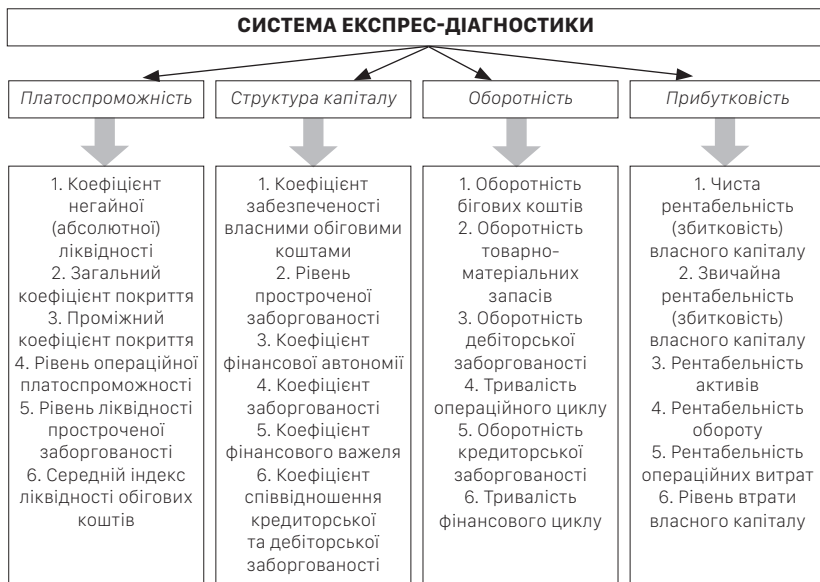 СИСТЕМА ЕКСПРЕС-ДІАГНОСТИКИ
Платоспроможність
Структура капіталу
Оборотність
Прибутковість
1. Коефіцієнт
негайної
(абсолютної)
ліквідності
2. Загальний
коефіцієнт покриття
3. Проміжний
коефіцієнт покриття
4. Рівень операційної
платоспроможності
5. Рівень ліквідності
простроченої
заборгованості
6. Середній індекс
ліквідності обігових
коштів
1. Коефіцієнт
забезпеченості
власними обіговими
коштами
2. Рівень
простроченої
заборгованості
3. Коефіцієнт
фінансової автономії
4. Коефіцієнт
заборгованості
5. Коефіцієнт
фінансового важеля
6. Коефіцієнт
співвідношення
кредиторської
та дебіторської
заборгованості
1. Оборотність
бігових коштів
2. Оборотність
товарно-
матеріальних
запасів
3. Оборотність
дебіторської
заборгованості
4. Тривалість
операційного циклу
5. Оборотність
кредиторської
заборгованості
6. Тривалість
фінансового циклу
1. Чиста
рентабельність
(збитковість)
власного капіталу
2. Звичайна
рентабельність
(збитковість)
власного капіталу
3. Рентабельність
активів
4. Рентабельність
обороту
5. Рентабельність
операційних витрат
6. Рівень втрати
власного капіталу